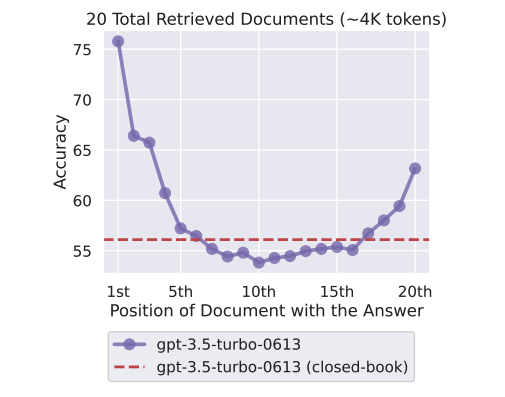 20 Total Retrieved Documents (~4K tokens)
75
70
65
60
55
Accuracy
1st 5th 10th 15th 20th
Position of Document with the Answer
gpt-3.5-turbo-0613
gpt-3.5-turbo-0613 (closed-book)